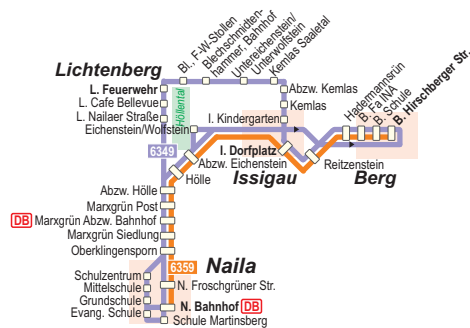 Bl., F-W-Stollen
Blechschmidten-
hammer, Bahnhof
Untereichenstein/
Unterwolfstein
Kemlas Saaletal
Lichtenberg
L. Feuerwehr
L. Cafe Bellevue
L. Nailaer Straße
Eichenstein/Wolfstein
Höllental
Abzw. Kemlas
Kemlas
I. Kindergarten
Hadermannsrün
B. Fa INA
B. Schule
B. Hirschberger Str.
6349
I. Dorfplatz
Abzw. Eichenstein
Hölle
Issigau
Reitzenstein
Berg
Abzw. Hölle
Marxgrün Post
DB Marxgrün Abzw. Bahnhof
Marxgrün Siedlung
Oberklingensporn
6359
Naila
Schulzentrum
Mittelschule
Grundschule
Evang. Schule
N. Froschgrüner Str.
N. Bahnhof DB
Schule Martinsberg